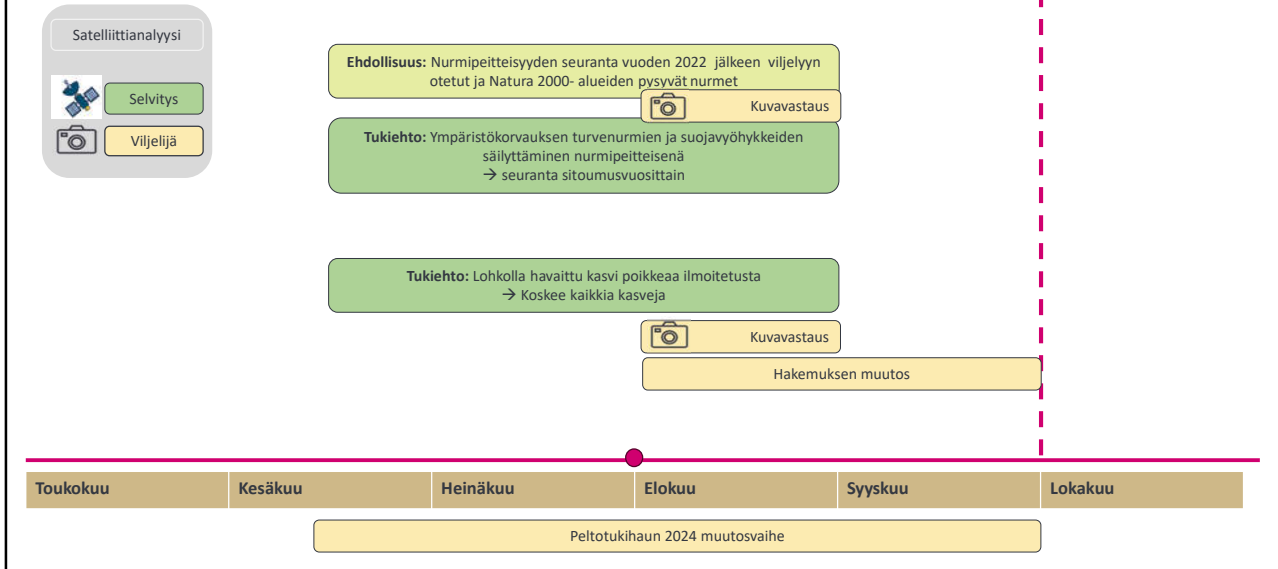 Satelliittianalyysi
Selvitys
Viljelijä
Ehdollisuus: Nurmipeitteisyyden seuranta vuoden 2022 jälkeen viljelyyn
otetut ja Natura 2000- alueiden pysyvät nurmet
Kuvavastaus
Tukiehto: Ympäristökorvauksen turvenurmien ja suojavyöhykkeiden
säilyttäminen nurmipeitteisenä
→ seuranta sitoumusvuosittain
Tukiehto: Lohkolla havaittu kasvi poikkeaa ilmoitetusta
→ Koskee kaikkia kasveja
Kuvavastaus
Hakemuksen muutos
Toukokuu Kesäkuu Heinäkuu Elokuu Syyskuu Lokakuu
Peltotukihaun 2024 muutosvaihe